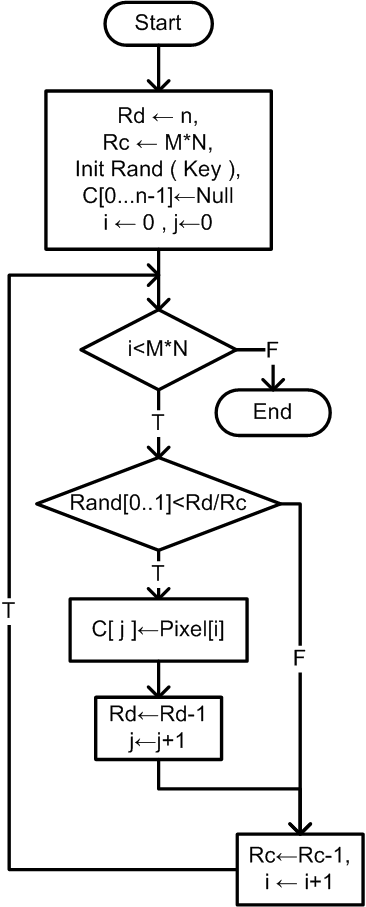 Start
Rd ← n,
Rc ← M*N,
Init Rand ( Key ),
C[0...n-1]←Null
i ← 0 , j←0
i<M*N
F
End
T
Rand[0..1]<Rd/Rc
T
C[ j ]←Pixel[i]
T
F
Rd←Rd-1
j←j+1
Rc←Rc-1,
i ← i+1